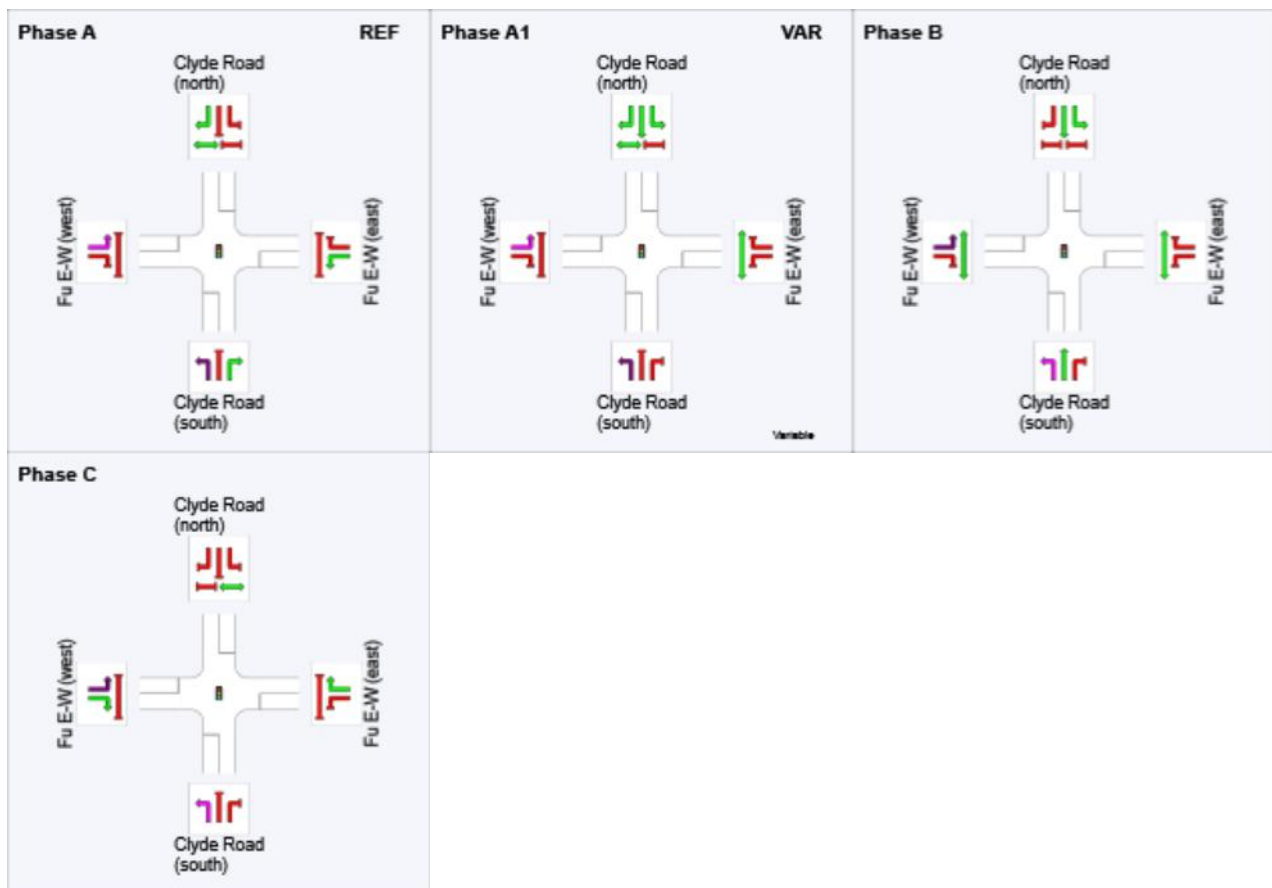 Phase A REF
Clyde Road
(north)
Fu E-W (west)
Fu E-W (east)
Clyde Road
(south)
Phase A1 VAR
Clyde Road
(north)
Fu E-W (west)
Fu E-W (east)
Clyde Road
(south)
Variable
Phase B
Clyde Road
(north)
Fu E-W (west)
Fu E-W (east)
Clyde Road
(south)
Phase C
Clyde Road
(north)
Fu E-W (west)
Fu E-W (east)
Clyde Road
(south)